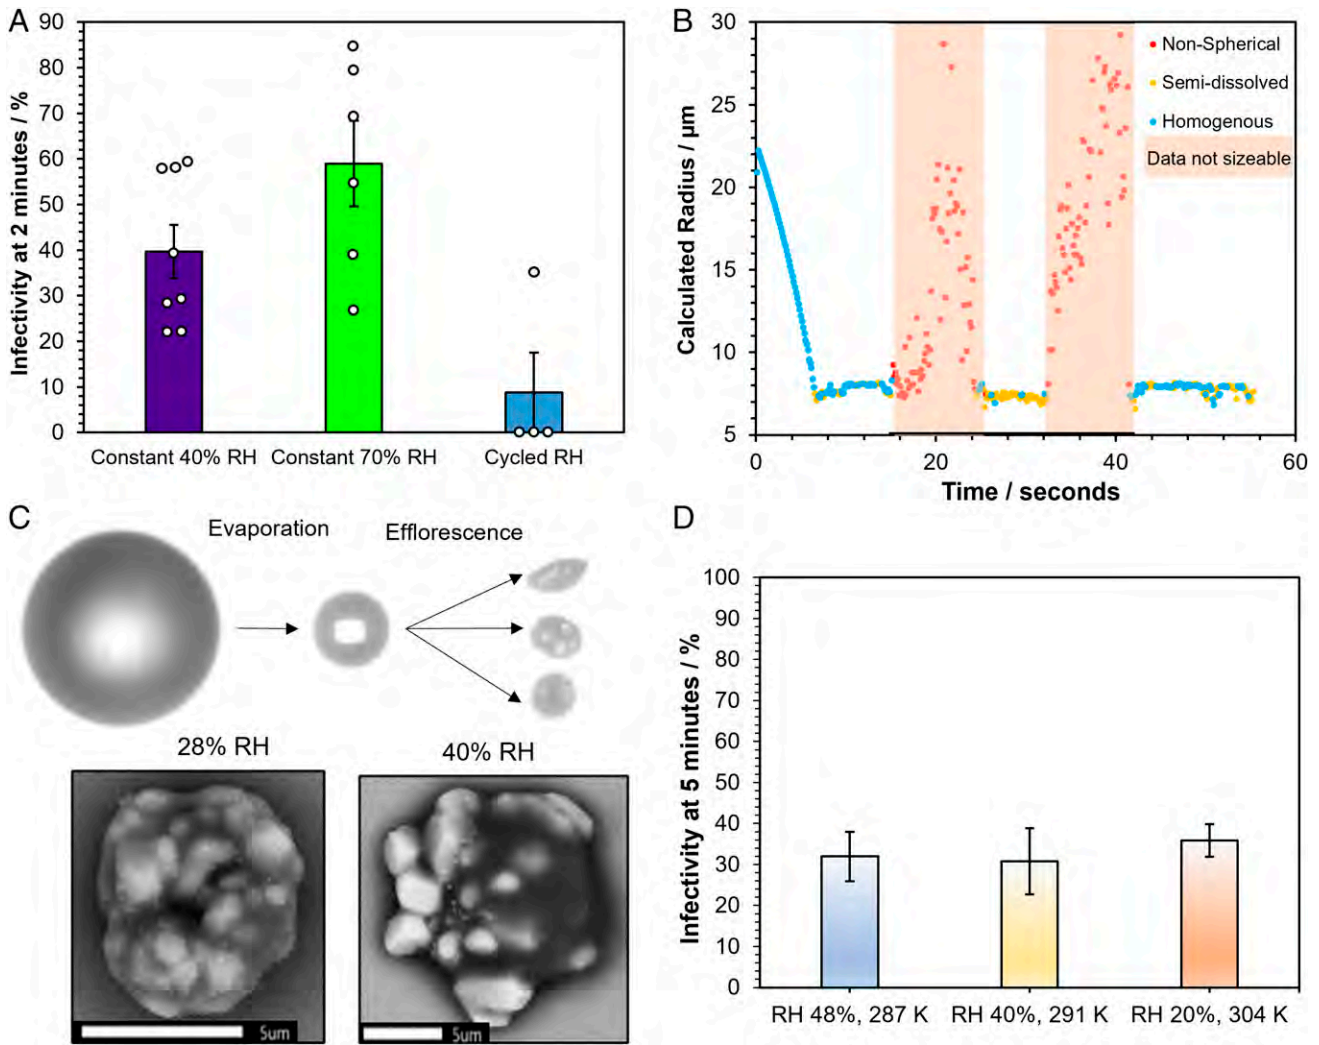 A
90
80
70
60
50
40
30
20
10
0
Infectivity at 2 minutes / %
Constant 40% RH
Constant 70% RH
Cycled RH
B
30
25
20
15
10
5
Calculated Radius / µm
Non-Spherical
Semi-dissolved
Homogenous
Data not sizeable
0
20
40
60
Time / seconds
C
Evaporation
Efflorescence
28% RH
40% RH
5um
5um
D
100
90
80
70
60
50
40
30
20
10
0
Infectivity at 5 minutes / %
RH 48%, 287 K
RH 40%, 291 K
RH 20%, 304 K